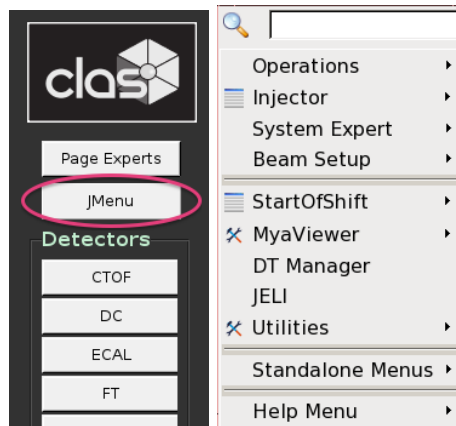 clas
Page Experts
JMenu
Detectors
CTOF
DC
ECAL
FT
Operations
Injector
System Expert
Beam Setup
StartOfShift
MyaViewer
DT Manager
JELI
Utilities
Standalone Menus
Help Menu